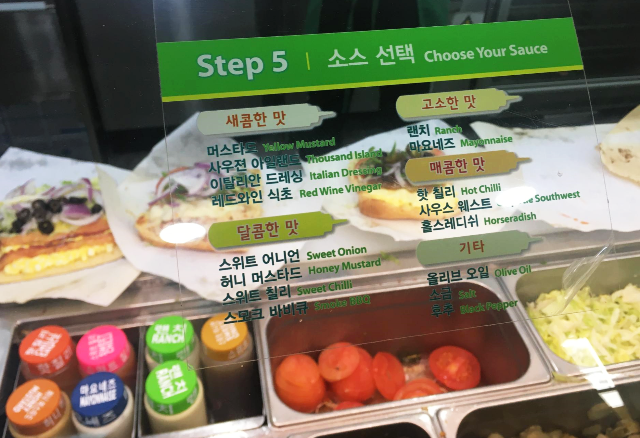 Step 5 | 소스 선택 Choose Your Sauce
새콤한 맛
머스타드 Yellow Mustard
사우전 아일랜드 Thousand Island
이탈리안 드레싱 Italian Dressing
레드와인 식초 Red Wine Vinegar
달콤한 맛
스위트 어니언 Sweet Onion
허니 머스타드 Honey Mustard
스위트 칠리 Sweet Chilli
스모크 바비큐 Smoke BBQ
고소한 맛
랜치 Ranch
마요네즈 Mayonnaise
매콤한 맛
핫 칠리 Hot Chilli
사우스 웨스트 Southwest
홀스래디쉬 Horseradish
기타
올리브 오일 Olive Oil
소금 Salt
후추 Black Pepper
랜치
RANCH
마요네즈
MAYONNAISE
랜치
RANCH